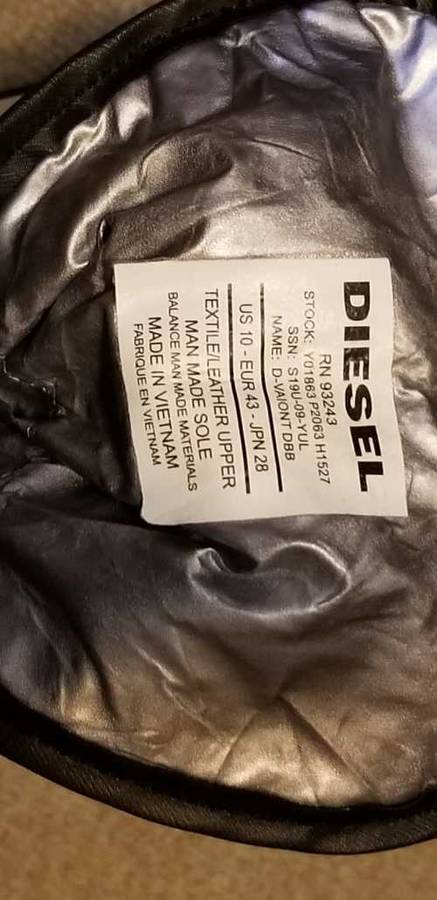 DIESEL
RN 93243
STOCK: Y01863 P2063 H1527
SSN: S19U-09-YUL
NAME: D-VAIONT DBB
US 10 - EUR 43 - JPN 28
TEXTILE/LEATHER UPPER
MAN MADE SOLE
BALANCE MAN MADE MATERIALS
MADE IN VIETNAM
FABRIQUE EN VIETNAM